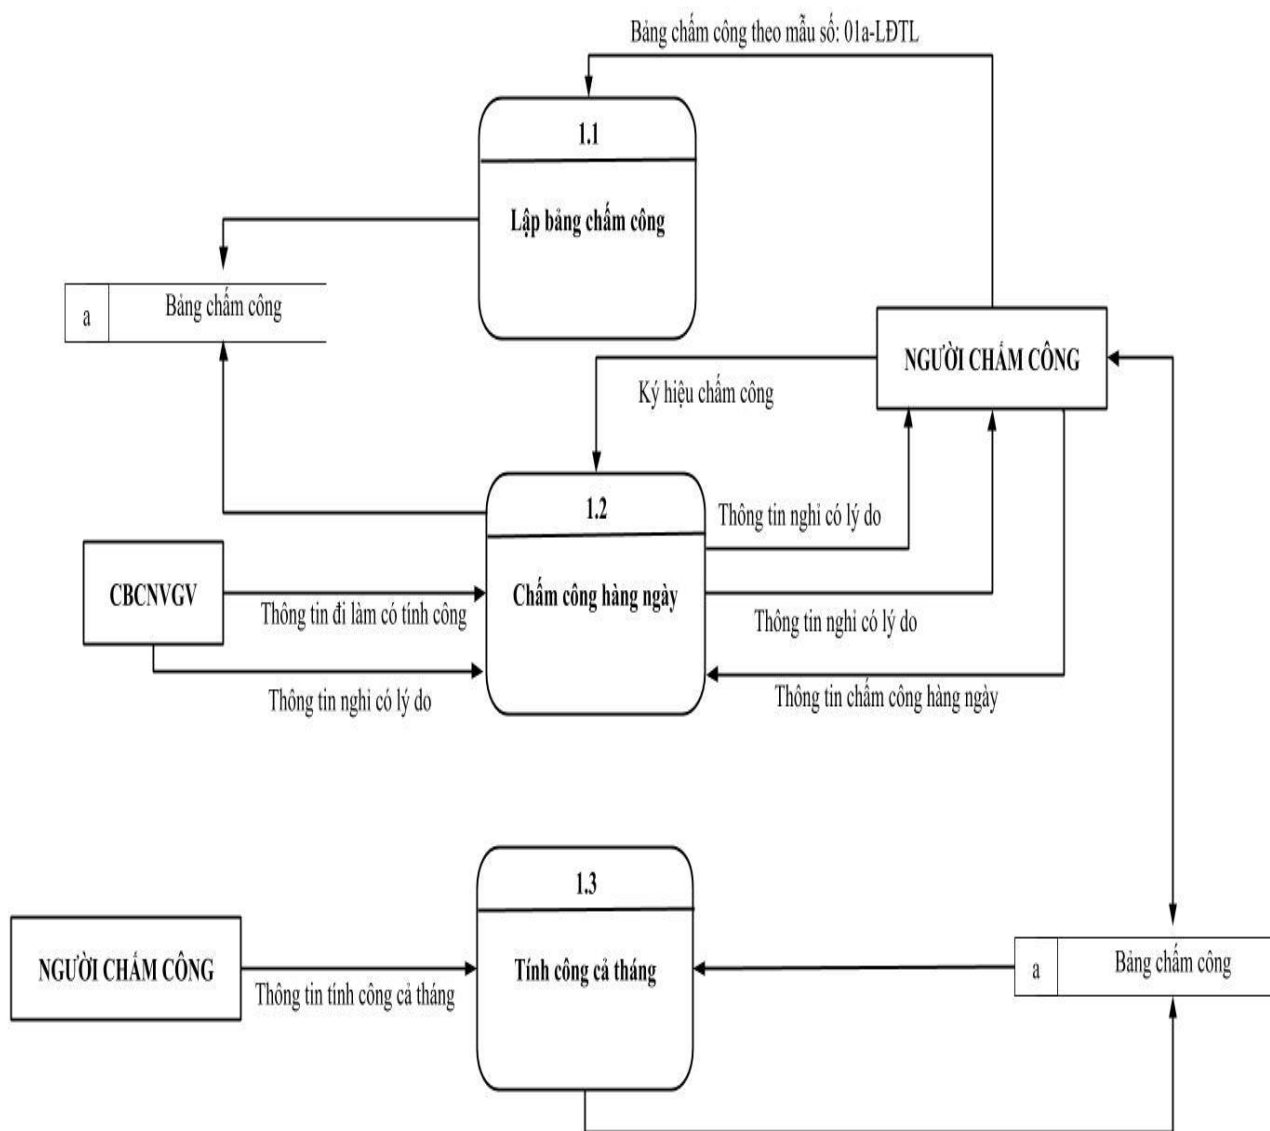 Bảng chấm công theo mẫu số: 01a-LĐTL
1.1
Lập bảng chấm công
a
Bảng chấm công
NGƯỜI CHẤM CÔNG
Ký hiệu chấm công
1.2
Thông tin nghỉ có lý do
CBCNVGV
Chấm công hàng ngày
Thông tin đi làm có tính công
Thông tin nghỉ có lý do
Thông tin nghỉ có lý do
Thông tin chấm công hàng ngày
1.3
NGƯỜI CHẤM CÔNG
Tính công cả tháng
a
Bảng chấm công
Thông tin tính công cả tháng